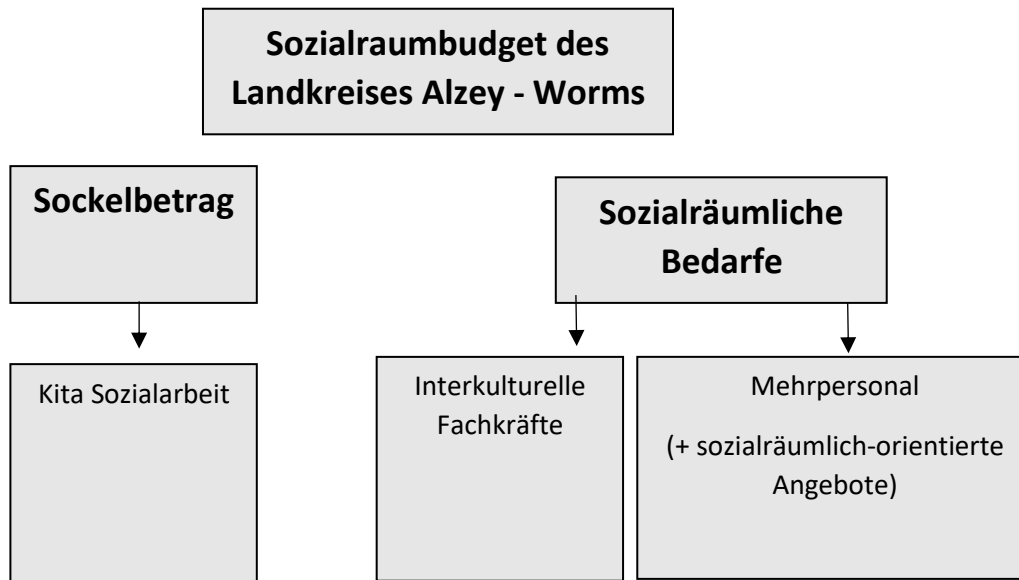 Sozialraumbudget des
Landkreises Alzey - Worms
Sockelbetrag
Sozialräumliche
Bedarfe
Kita Sozialarbeit
Interkulturelle
Fachkräfte
Mehrpersonal
(+ sozialräumlich-orientierte
Angebote)